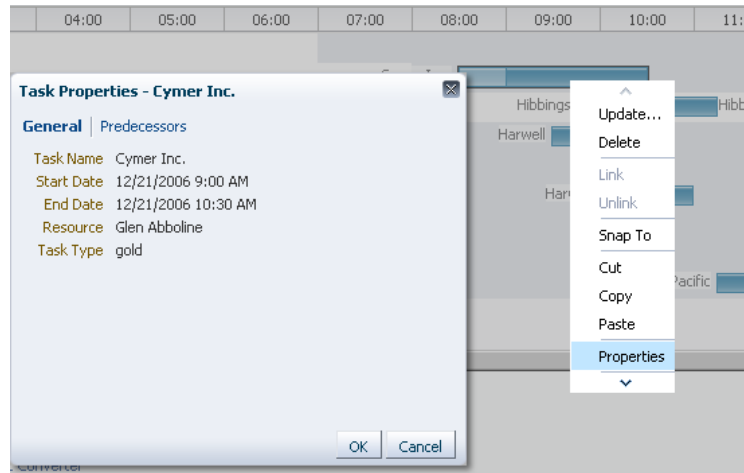 04:00 05:00 06:00 07:00 08:00 09:00 10:00 11:
Task Properties - Cymer Inc.
General Predecessors
Task Name Cymer Inc.
Start Date 12/21/2006 9:00 AM
End Date 12/21/2006 10:30 AM
Resource Glen Abboline
Task Type gold
OK Cancel
Hibbings
Hibb
Harwell
Har
Pacific
Update...
Delete
Link
Unlink
Snap To
Cut
Copy
Paste
Properties
Converter